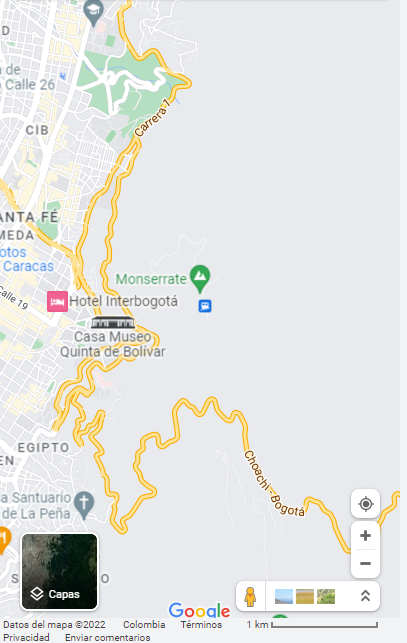 D
a de
Calle 26
CIB
Carrera 1
ANTA FÉ
MEDA
otos
Caracas
Monserrate
Calle 19
Hotel Interbogotá
Casa Museo
Quinta de Bolívar
EGIPTO
EN
Choachí - Bogotá
a Santuario
de La Peña
S
O
Capas
Google
Datos del mapa ©2022 Colombia Términos 1 km
Privacidad Enviar comentarios